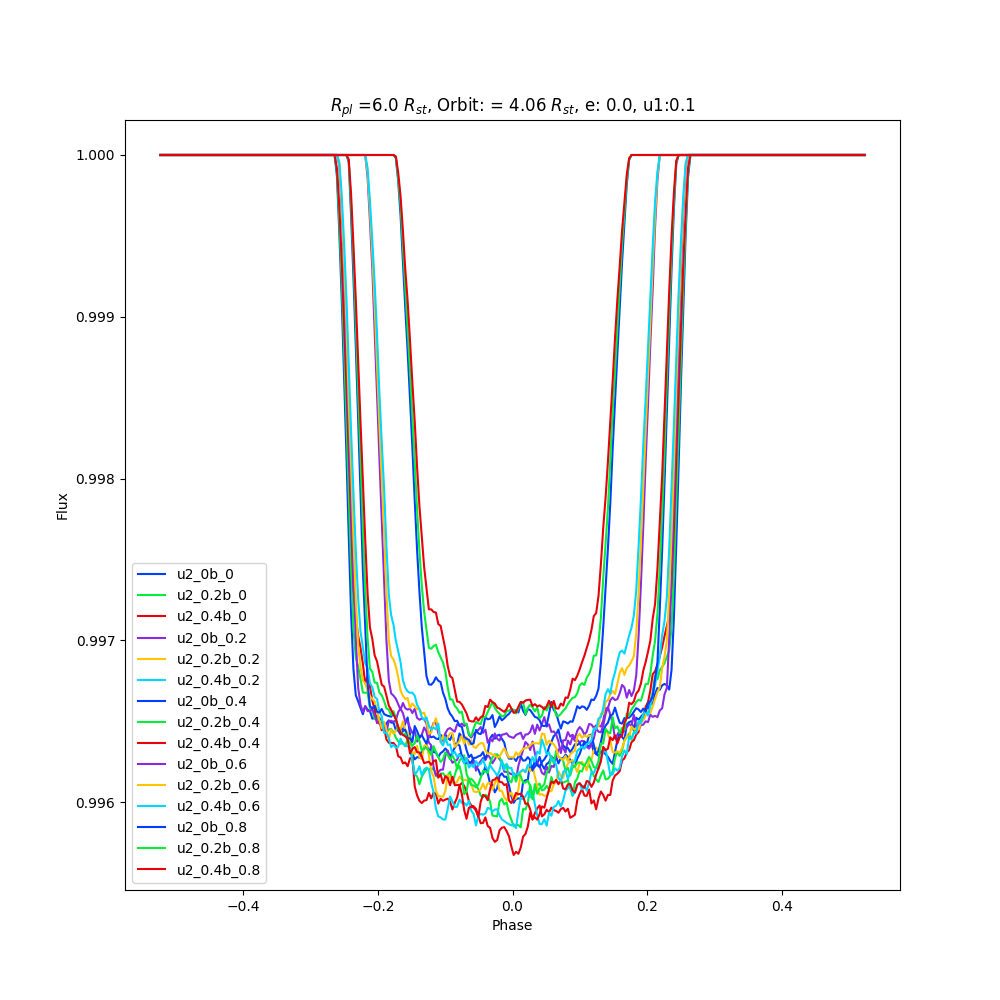 R_pl =6.0 R_st, Orbit: = 4.06 R_st, e: 0.0, u1:0.1
1.000
0.999
0.998
0.997
0.996
Flux
u2_0b_0
u2_0.2b_0
u2_0.4b_0
u2_0b_0.2
u2_0.2b_0.2
u2_0.4b_0.2
u2_0b_0.4
u2_0.2b_0.4
u2_0.4b_0.4
u2_0b_0.6
u2_0.2b_0.6
u2_0.4b_0.6
u2_0b_0.8
u2_0.2b_0.8
u2_0.4b_0.8
−0.4 −0.2 0.0 0.2 0.4
Phase